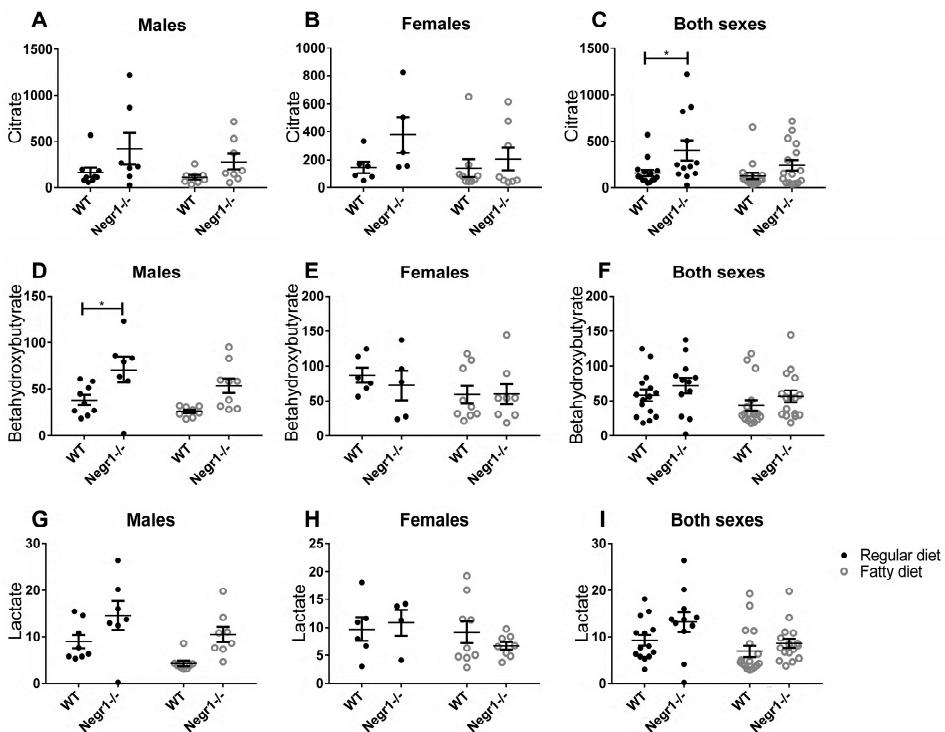 A Males
B Females
C Both sexes
Citrate
1500
1000
500
0
WT
Negr1-/-
WT
Negr1-/-
Citrate
1000
800
600
400
200
0
WT
Negr1-/-
WT
Negr1-/-
Citrate
1500
1000
500
0
*
WT
Negr1-/-
WT
Negr1-/-
D Males
E Females
F Both sexes
Betahydroxybutyrate
150
100
50
0
*
WT
Negr1-/-
WT
Negr1-/-
Betahydroxybutyrate
200
150
100
50
0
WT
Negr1-/-
WT
Negr1-/-
Betahydroxybutyrate
200
150
100
50
0
WT
Negr1-/-
WT
Negr1-/-
G Males
H Females
I Both sexes
Lactate
30
20
10
0
WT
Negr1-/-
WT
Negr1-/-
Lactate
25
20
15
10
5
0
WT
Negr1-/-
WT
Negr1-/-
Lactate
30
20
10
0
WT
Negr1-/-
WT
Negr1-/-
Regular diet
Fatty diet